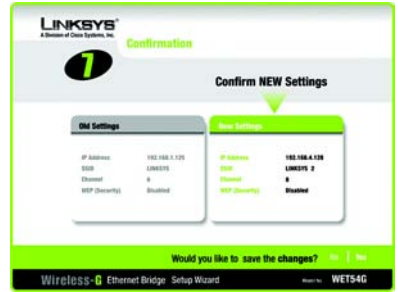 LINKSYS®
A Division of Cisco Systems, Inc.
Confirmation
7
Confirm NEW Settings
Old Settings
New Settings
IP Address 192.168.1.125
SSID LINKSYS
Channel 6
WEP (Security) Disabled
IP Address 192.168.4.128
SSID LINKSYS 2
Channel 6
WEP (Security) Disabled
Would you like to save the changes?
Wireless-G Ethernet Bridge Setup Wizard
Model No. WET54G